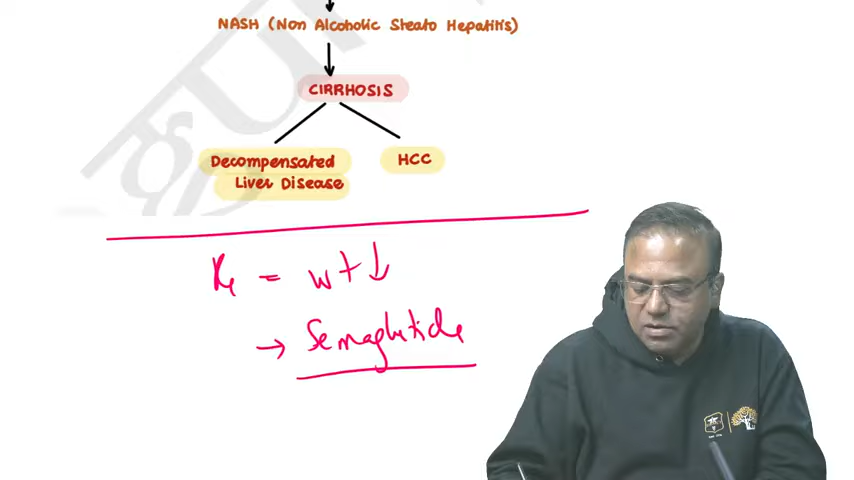 NASH (Non Alcoholic Steato Hepatitis)
CIRRHOSIS
Decompensated
Liver Disease
HCC
Rx = wt ↓
→ Semaglutide